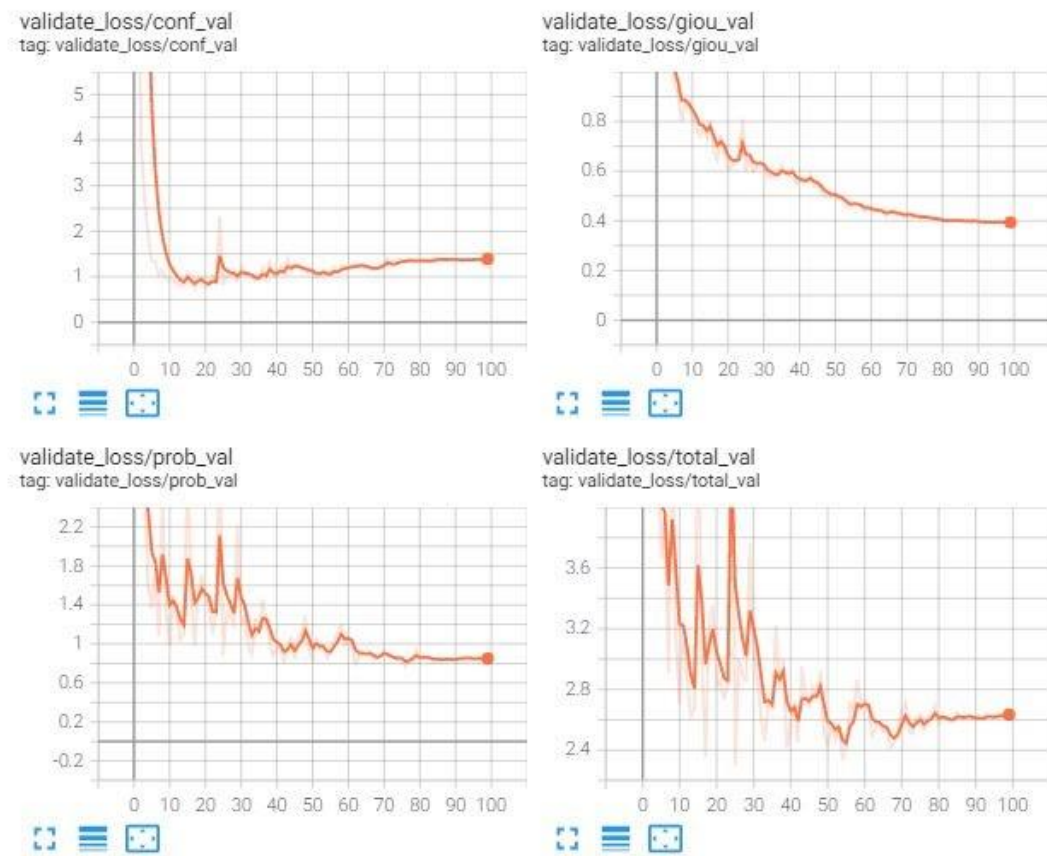 validate_loss/conf_val
tag: validate_loss/conf_val
5
4
3
2
1
0
0 10 20 30 40 50 60 70 80 90 100
validate_loss/giou_val
tag: validate_loss/giou_val
0.8
0.6
0.4
0.2
0
0 10 20 30 40 50 60 70 80 90 100
validate_loss/prob_val
tag: validate_loss/prob_val
2.2
1.8
1.4
1
0.6
0.2
-0.2
0 10 20 30 40 50 60 70 80 90 100
validate_loss/total_val
tag: validate_loss/total_val
3.6
3.2
2.8
2.4
0 10 20 30 40 50 60 70 80 90 100